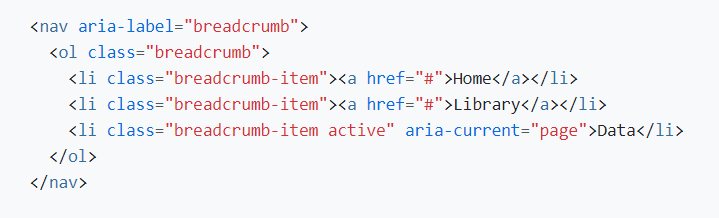 <nav aria-label="breadcrumb">
  <ol class="breadcrumb">
    <li class="breadcrumb-item"><a href="#">Home</a></li>
    <li class="breadcrumb-item"><a href="#">Library</a></li>
    <li class="breadcrumb-item active" aria-current="page">Data</li>
  </ol>
</nav>